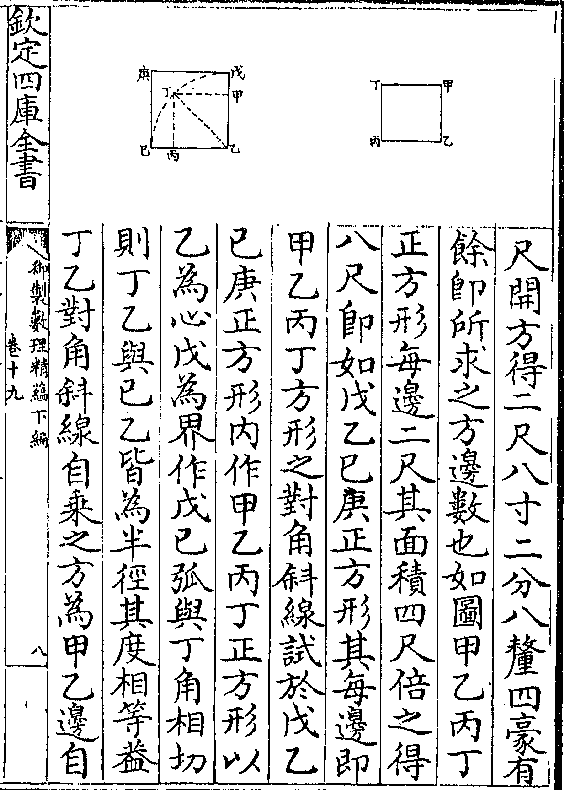 尺開方得二尺八寸二分八釐四豪有
餘即所求之方邊數也如圖甲乙丙丁
正方形每邊二尺其面積四尺倍之得
八尺即如戊乙已庚正方形其每邊即
甲乙丙丁方形之對角斜線試於戊乙
已庚正方形内作甲乙丙丁正方形以
乙為心戊為界作戊已弧與丁角相切
則丁乙與已乙皆為半徑其度相等葢
丁乙對角斜線自乗之方為甲乙邊自
甲
乙
丙
丁
戊
甲
乙
丙
已
庚
丁
欽定四庫全書
御製數理精蘊下編
卷十九
八